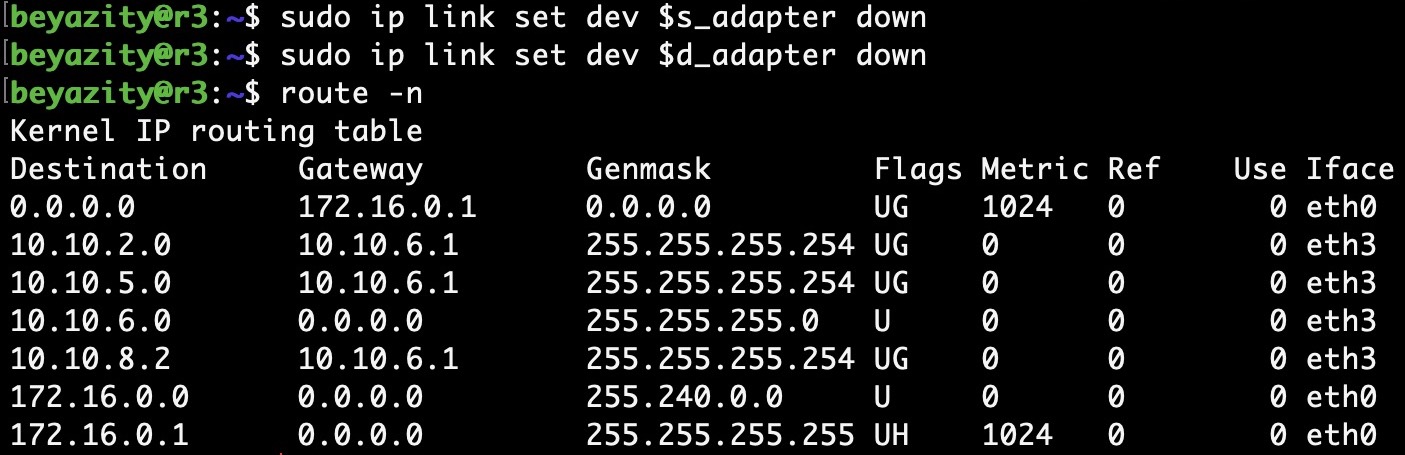 [beyazity@r3:~$ sudo ip link set dev $s_adapter down
[beyazity@r3:~$ sudo ip link set dev $d_adapter down
[beyazity@r3:~$ route -n
Kernel IP routing table
Destination     Gateway         Genmask         Flags Metric Ref    Use Iface
0.0.0.0         172.16.0.1      0.0.0.0         UG    1024   0        0 eth0
10.10.2.0       10.10.6.1       255.255.255.254 UG    0      0        0 eth3
10.10.5.0       10.10.6.1       255.255.255.254 UG    0      0        0 eth3
10.10.6.0       0.0.0.0         255.255.255.0   U     0      0        0 eth3
10.10.8.2       10.10.6.1       255.255.255.254 UG    0      0        0 eth3
172.16.0.0      0.0.0.0         255.240.0.0     U     0      0        0 eth0
172.16.0.1      0.0.0.0         255.255.255.255 UH    1024   0        0 eth0